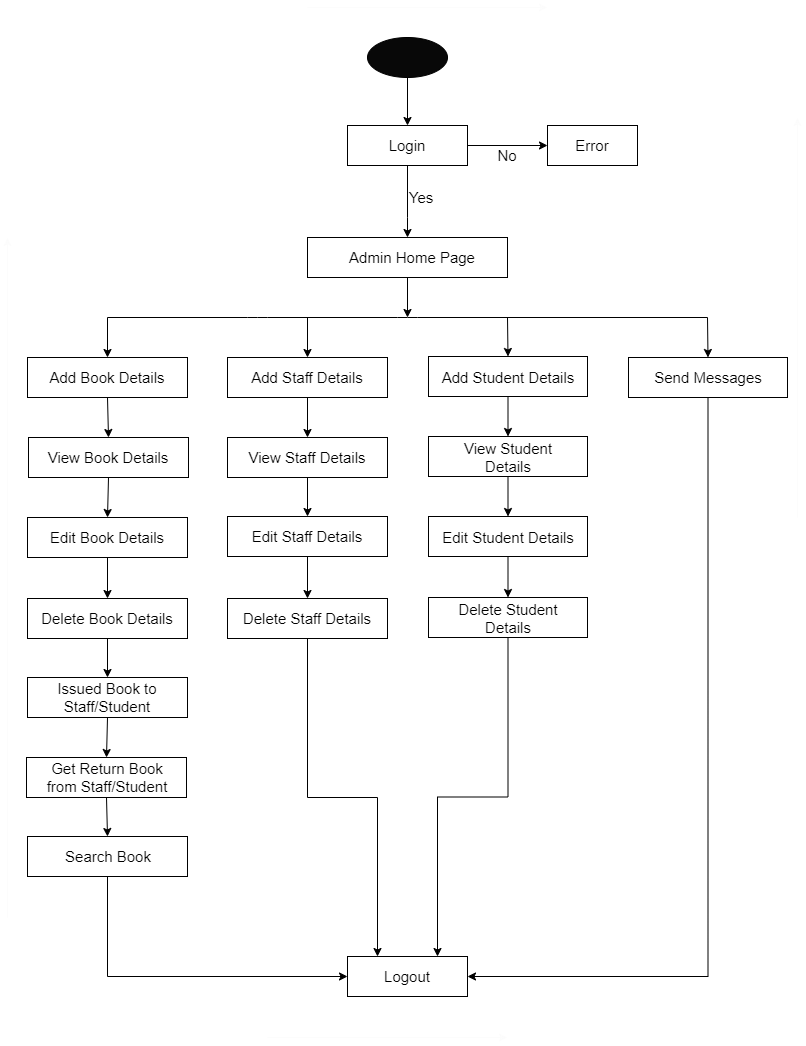 Login
No
Error
Yes
Admin Home Page
Add Book Details
Add Staff Details
Add Student Details
Send Messages
View Book Details
View Staff Details
View Student
Details
Edit Book Details
Edit Staff Details
Edit Student Details
Delete Book Details
Delete Staff Details
Delete Student
Details
Issued Book to
Staff/Student
Get Return Book
from Staff/Student
Search Book
Logout